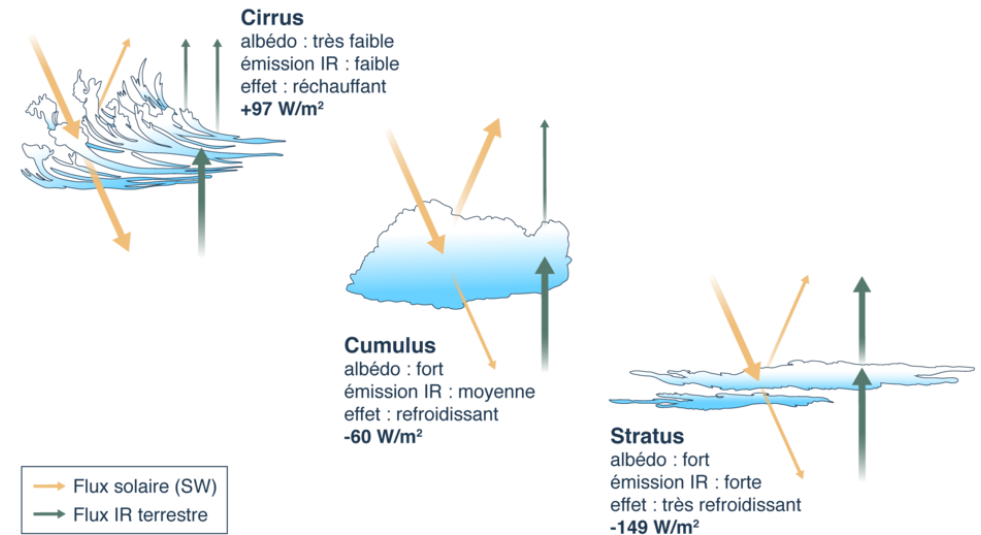 Cirrus
albédo : très faible
émission IR : faible
effet : réchauffant
+97 W/m²
Cumulus
albédo : fort
émission IR : moyenne
effet : refroidissant
-60 W/m²
Stratus
albédo : fort
émission IR : forte
effet : très refroidissant
-149 W/m²
Flux solaire (SW)
Flux IR terrestre